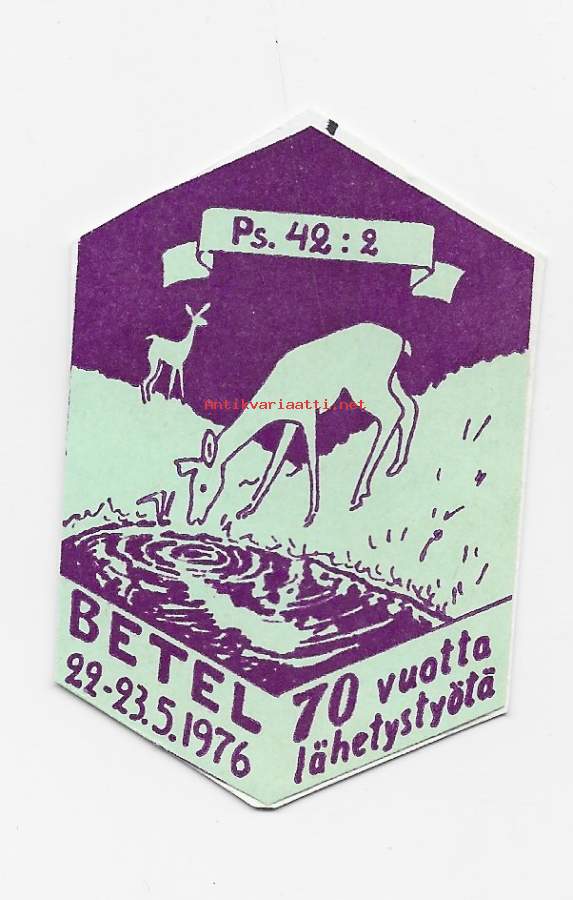 Ps. 42:2
Antikvariaatti.net
BETEL
22-23.5.1976
70 vuotta
lähetystyötä